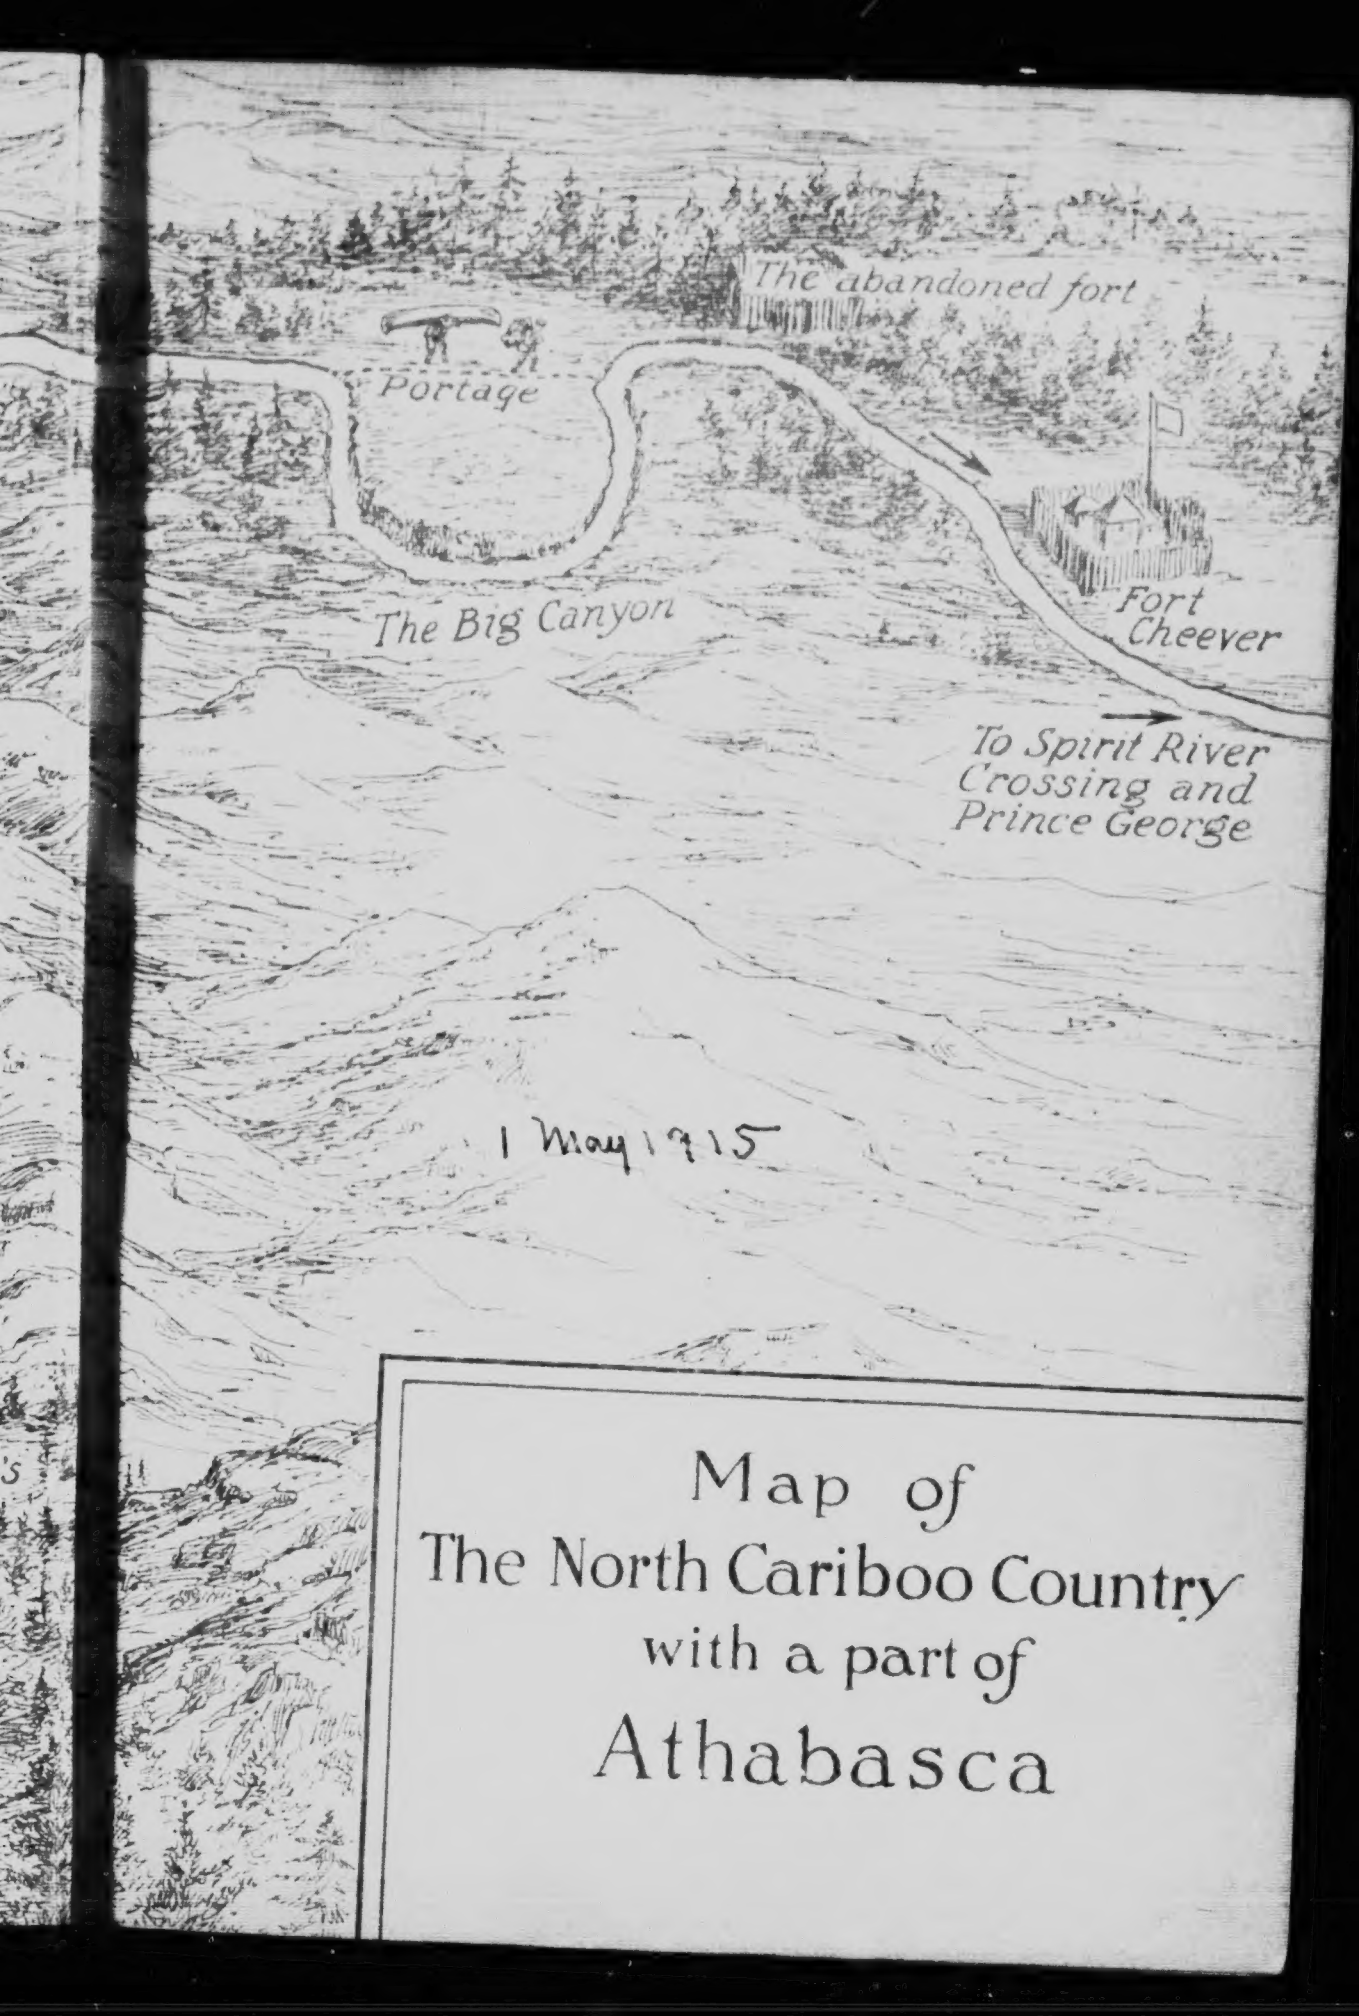 The abandoned fort
Portage
The Big Canyon
Fort
Cheever
To Spirit River
Crossing and
Prince George
1 May 1915
s
Map of
The North Cariboo Country
with a part of
Athabasca